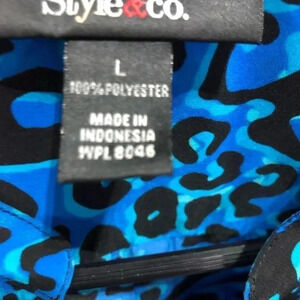 Style&co.
L
100% POLYESTER
MADE IN
INDONESIA
WPL 8046